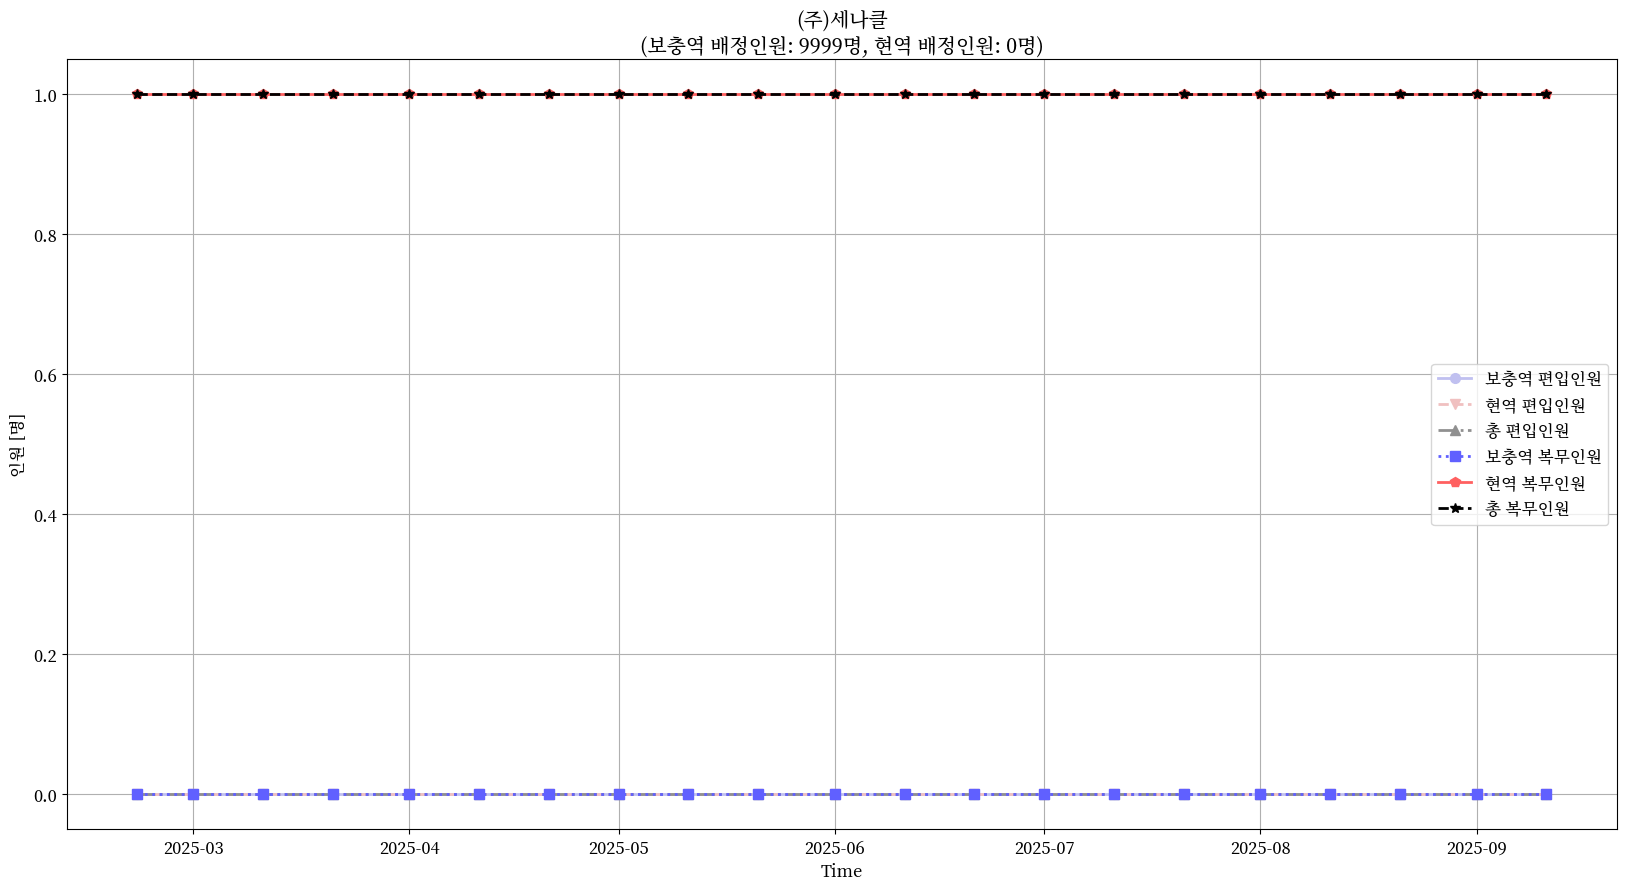 (주)세나클
(보충역 배정인원: 9999명, 현역 배정인원: 0명)
1.0
0.8
0.6
0.4
0.2
0.0
인원 [명]
보충역 편입인원
현역 편입인원
총 편입인원
보충역 복무인원
현역 복무인원
총 복무인원
2025-03
2025-04
2025-05
2025-06
2025-07
2025-08
2025-09
Time